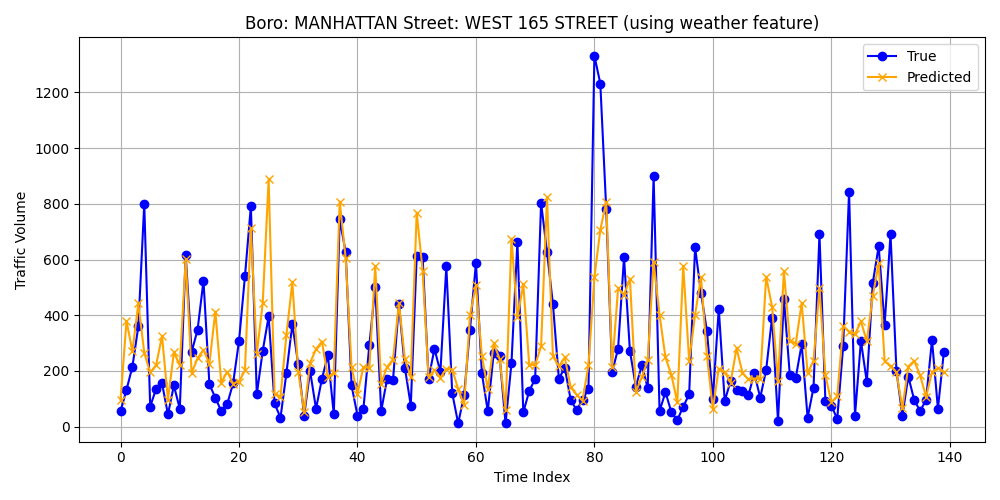 Boro: MANHATTAN Street: WEST 165 STREET (using weather feature)
True
Predicted
Traffic Volume
1200
1000
800
600
400
200
0
0 20 40 60 80 100 120 140
Time Index